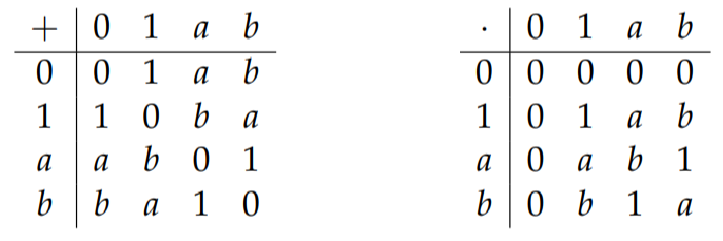 + 0 1 a b · 0 1 a b
0 0 1 a b 0 0 0 0 0
1 1 0 b a 1 0 1 a b
a a b 0 1 a 0 a b 1
b b a 1 0 b 0 b 1 a